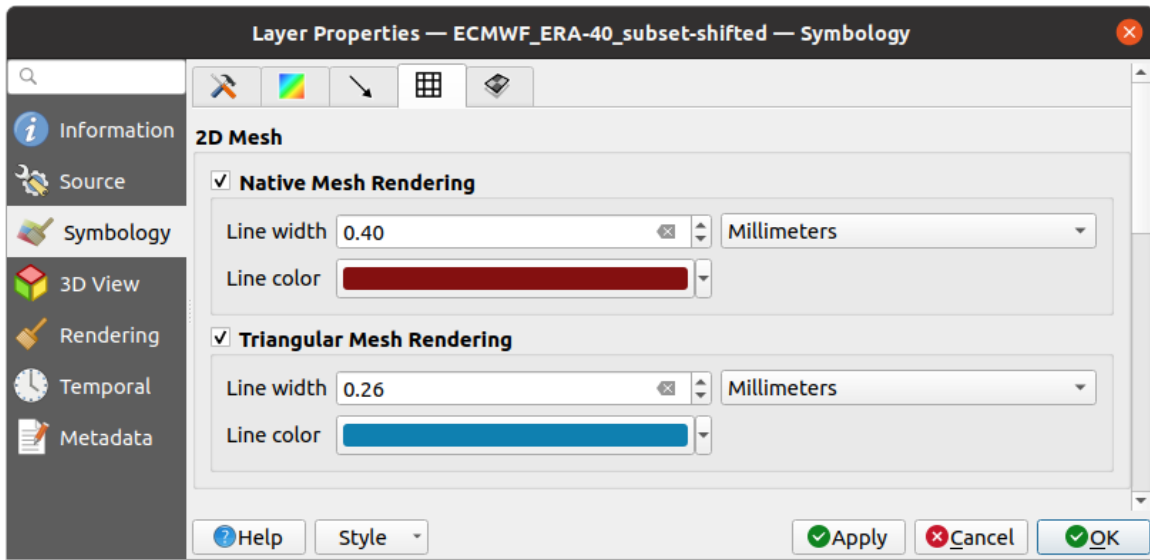 Layer Properties — ECMWF_ERA-40_subset-shifted — Symbology
Information
Source
Symbology
3D View
Rendering
Temporal
Metadata
2D Mesh
Native Mesh Rendering
Line width 0.40 Millimeters
Line color
Triangular Mesh Rendering
Line width 0.26 Millimeters
Line color
Help Style Apply Cancel OK